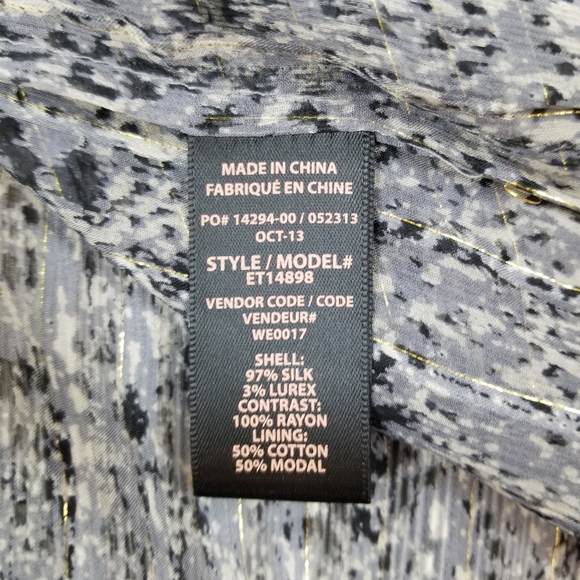 MADE IN CHINA
FABRIQUÉ EN CHINE
PO# 14294-00 / 052313
OCT-13
STYLE / MODEL#
ET14898
VENDOR CODE / CODE
VENDEUR#
WE0017
SHELL:
97% SILK
3% LUREX
CONTRAST:
100% RAYON
LINING:
50% COTTON
50% MODAL